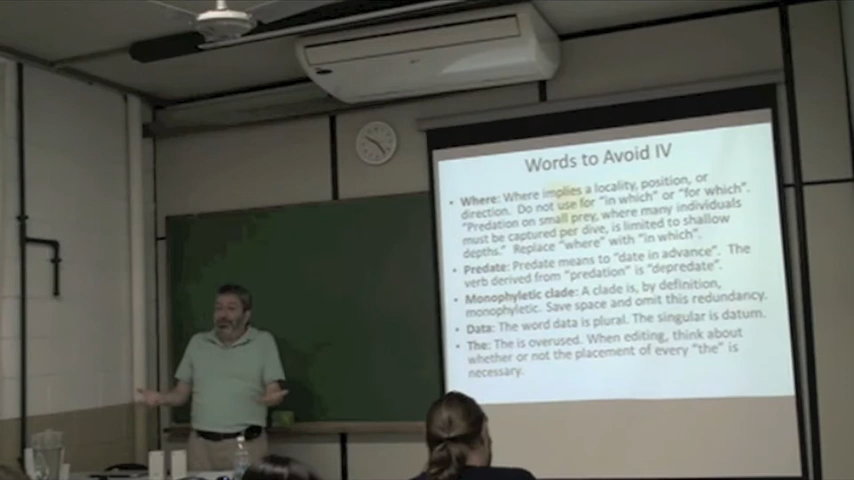 Words to Avoid IV
• Where: Where implies a locality, position, or
direction. Do not use for "in which" or "for which".
"Predation on small prey, where many individuals
must be captured per dive, is limited to shallow
depths." Replace "where" with "in which".
• Predate: Predate means to "date in advance". The
verb derived from "predation" is "depredate".
• Monophyletic clade: A clade is, by definition,
monophyletic. Save space and omit this redundancy.
• Data: The word data is plural. The singular is datum.
• The: The is overused. When editing, think about
whether or not the placement of every "the" is
necessary.